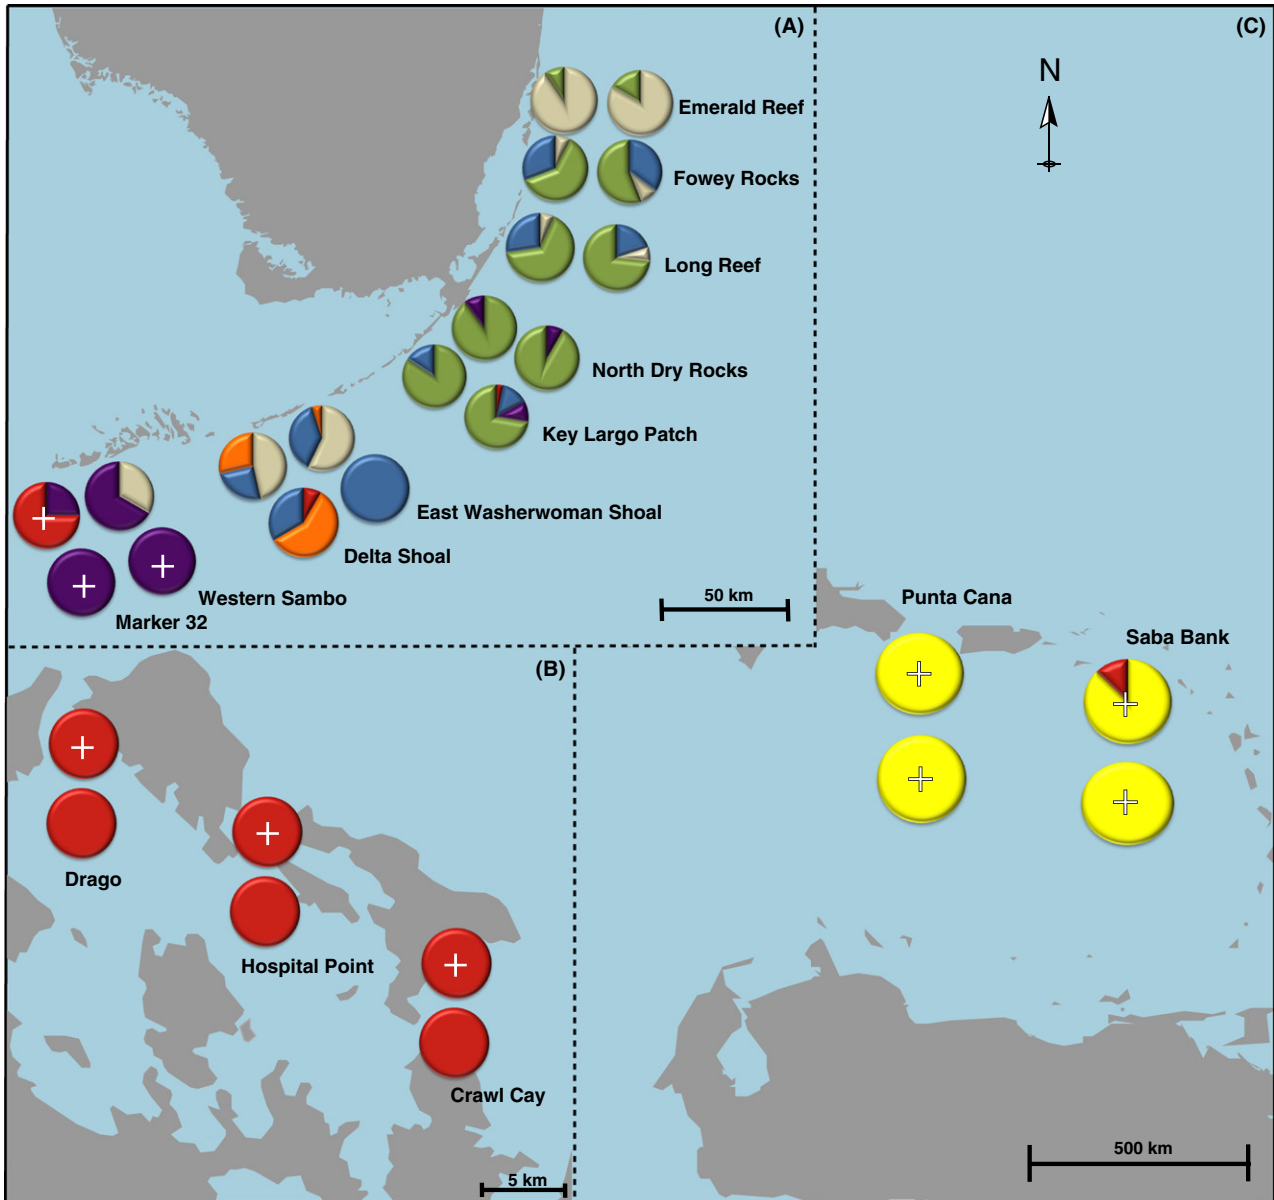 (A)
(C)
N
Emerald Reef
Fowey Rocks
Long Reef
North Dry Rocks
Key Largo Patch
East Washerwoman Shoal
Delta Shoal
Western Sambo
Marker 32
50 km
Punta Cana
Saba Bank
(B)
Drago
Hospital Point
Crawl Cay
500 km
5 km